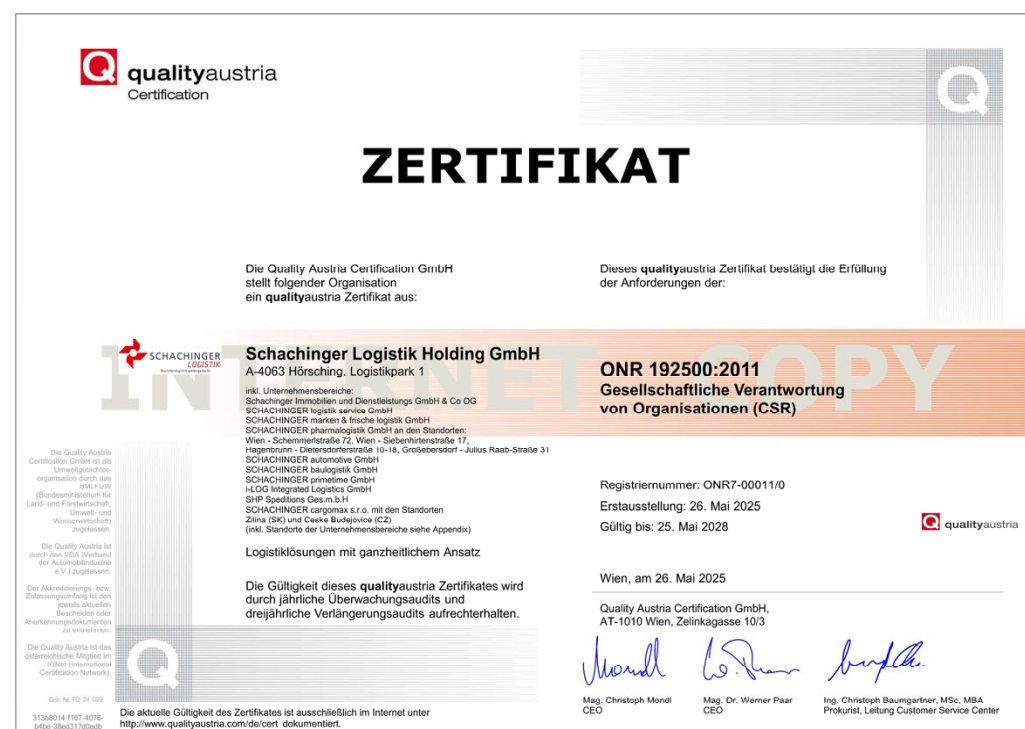 Q qualityaustria
Certification
ZERTIFIKAT
Die Quality Austria Certification GmbH
stellt folgender Organisation
ein qualityaustria Zertifikat aus:
Dieses qualityaustria Zertifikat bestätigt die Erfüllung
der Anforderungen der:
INTERNET COPY
SCHACHINGER
LOGISTIK
Schachinger Logistik Holding GmbH
A-4063 Hörsching. Logistikpark 1
inkl. Unternehmensbereiche:
Schachinger Immobilien und Dienstleistungs GmbH & Co OG
SCHACHINGER logistik service GmbH
SCHACHINGER marken & frische logistik GmbH
SCHACHINGER pharmalogistik GmbH an den Standorten:
Wien - Schemmerlstraße 72, Wien - Siebenhirtenstraße 17,
Hagenbrunn - Dietersdorferstraße 10-18, Großebersdorf - Julius Raab-Straße 31
SCHACHINGER automotive GmbH
SCHACHINGER baulogistik GmbH
SCHACHINGER primetime GmbH
i-LOG Integrated Logistics GmbH
SHP Speditions Ges.m.b.H
SCHACHINGER cargomax s.r.o. mit den Standorten
Zilina (SK) und Ceske Budejovice (CZ)
(inkl. Standorte der Unternehmensbereiche siehe Appendix)
Logistiklösungen mit ganzheitlichem Ansatz
Die Gültigkeit dieses qualityaustria Zertifikates wird
durch jährliche Überwachungsaudits und
dreijährliche Verlängerungsaudits aufrechterhalten.
ONR 192500:2011
Gesellschaftliche Verantwortung
von Organisationen (CSR)
Registriernummer: ONR7-00011/0
Erstausstellung: 26. Mai 2025
Gültig bis: 25. Mai 2028
Q qualityaustria
Wien, am 26. Mai 2025
Quality Austria Certification GmbH,
AT-1010 Wien, Zelinkagasse 10/3
Mag. Christoph Mondl
CEO
Mag. Dr. Werner Paar
CEO
Ing. Christoph Baumgartner, MSc, MBA
Prokurist, Leitung Customer Service Center
Die Quality Austria
Certification GmbH ist als
Umweltgutachter-
organisation durch das
BMLFUW
(Bundesministerium für
Land- und Forstwirtschaft,
Umwelt- und
Wasserwirtschaft)
zugelassen.
Die Quality Austria ist
durch den VDA (Verband
der Automobilindustrie
e.V.) zugelassen.
Der Akkreditierungs- bzw.
Zulassungsumfang ist den
jeweils aktuellen
Bescheiden oder
Anerkennungsdokumenten
zu entnehmen.
Die Quality Austria ist das
österreichische Mitglied im
IQNet (International
Certification Network).
Dok. Nr. FO_24_029
313b8014-f167-4076-
b4be-38ed317d0adb
Die aktuelle Gültigkeit des Zertifikates ist ausschließlich im Internet unter
http://www.qualityaustria.com/de/cert dokumentiert.